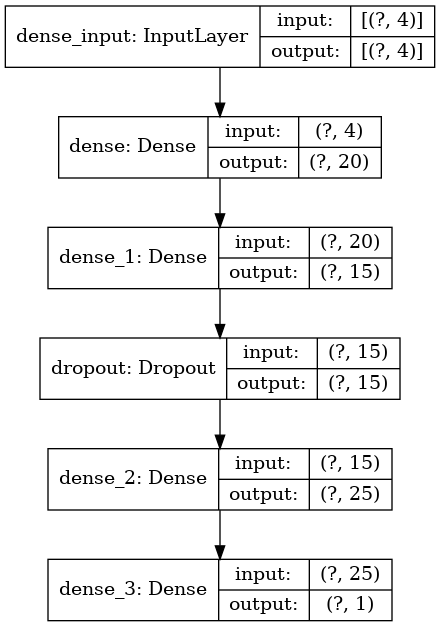 dense_input: InputLayer
input: [(?, 4)]
output: [(?, 4)]
dense: Dense
input: (?, 4)
output: (?, 20)
dense_1: Dense
input: (?, 20)
output: (?, 15)
dropout: Dropout
input: (?, 15)
output: (?, 15)
dense_2: Dense
input: (?, 15)
output: (?, 25)
dense_3: Dense
input: (?, 25)
output: (?, 1)